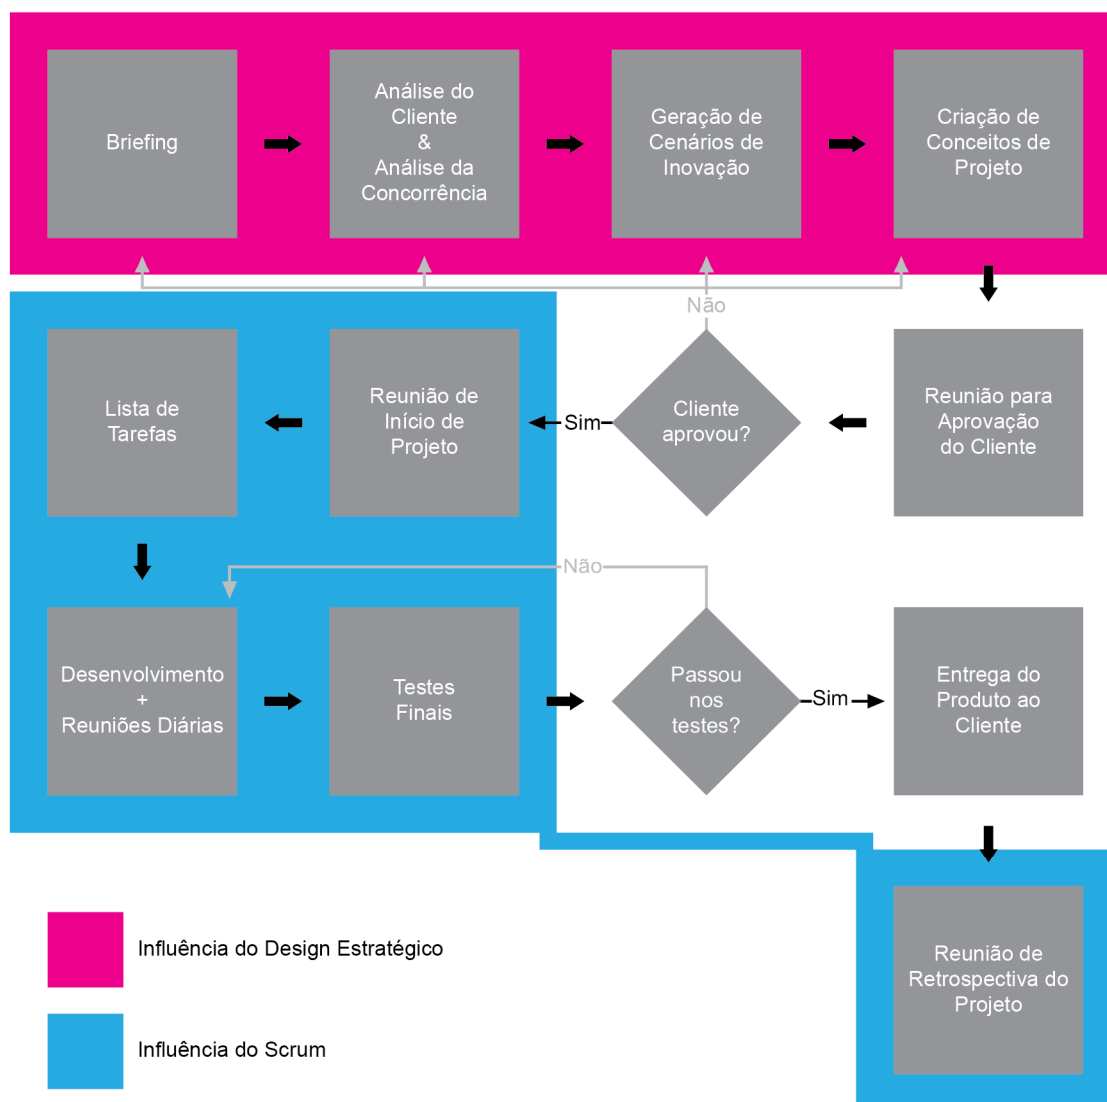 Briefing
Análise do
Cliente
&
Análise da
Concorrência
Geração de
Cenários de
Inovação
Criação de
Conceitos de
Projeto
Não
Lista de
Tarefas
Reunião de
Início de
Projeto
Sim
Cliente
aprovou?
Reunião para
Aprovação
do Cliente
Não
Desenvolvimento
+
Reuniões Diárias
Testes
Finais
Passou
nos
testes?
Sim
Entrega do
Produto ao
Cliente
Reunião de
Retrospectiva do
Projeto
Influência do Design Estratégico
Influência do Scrum